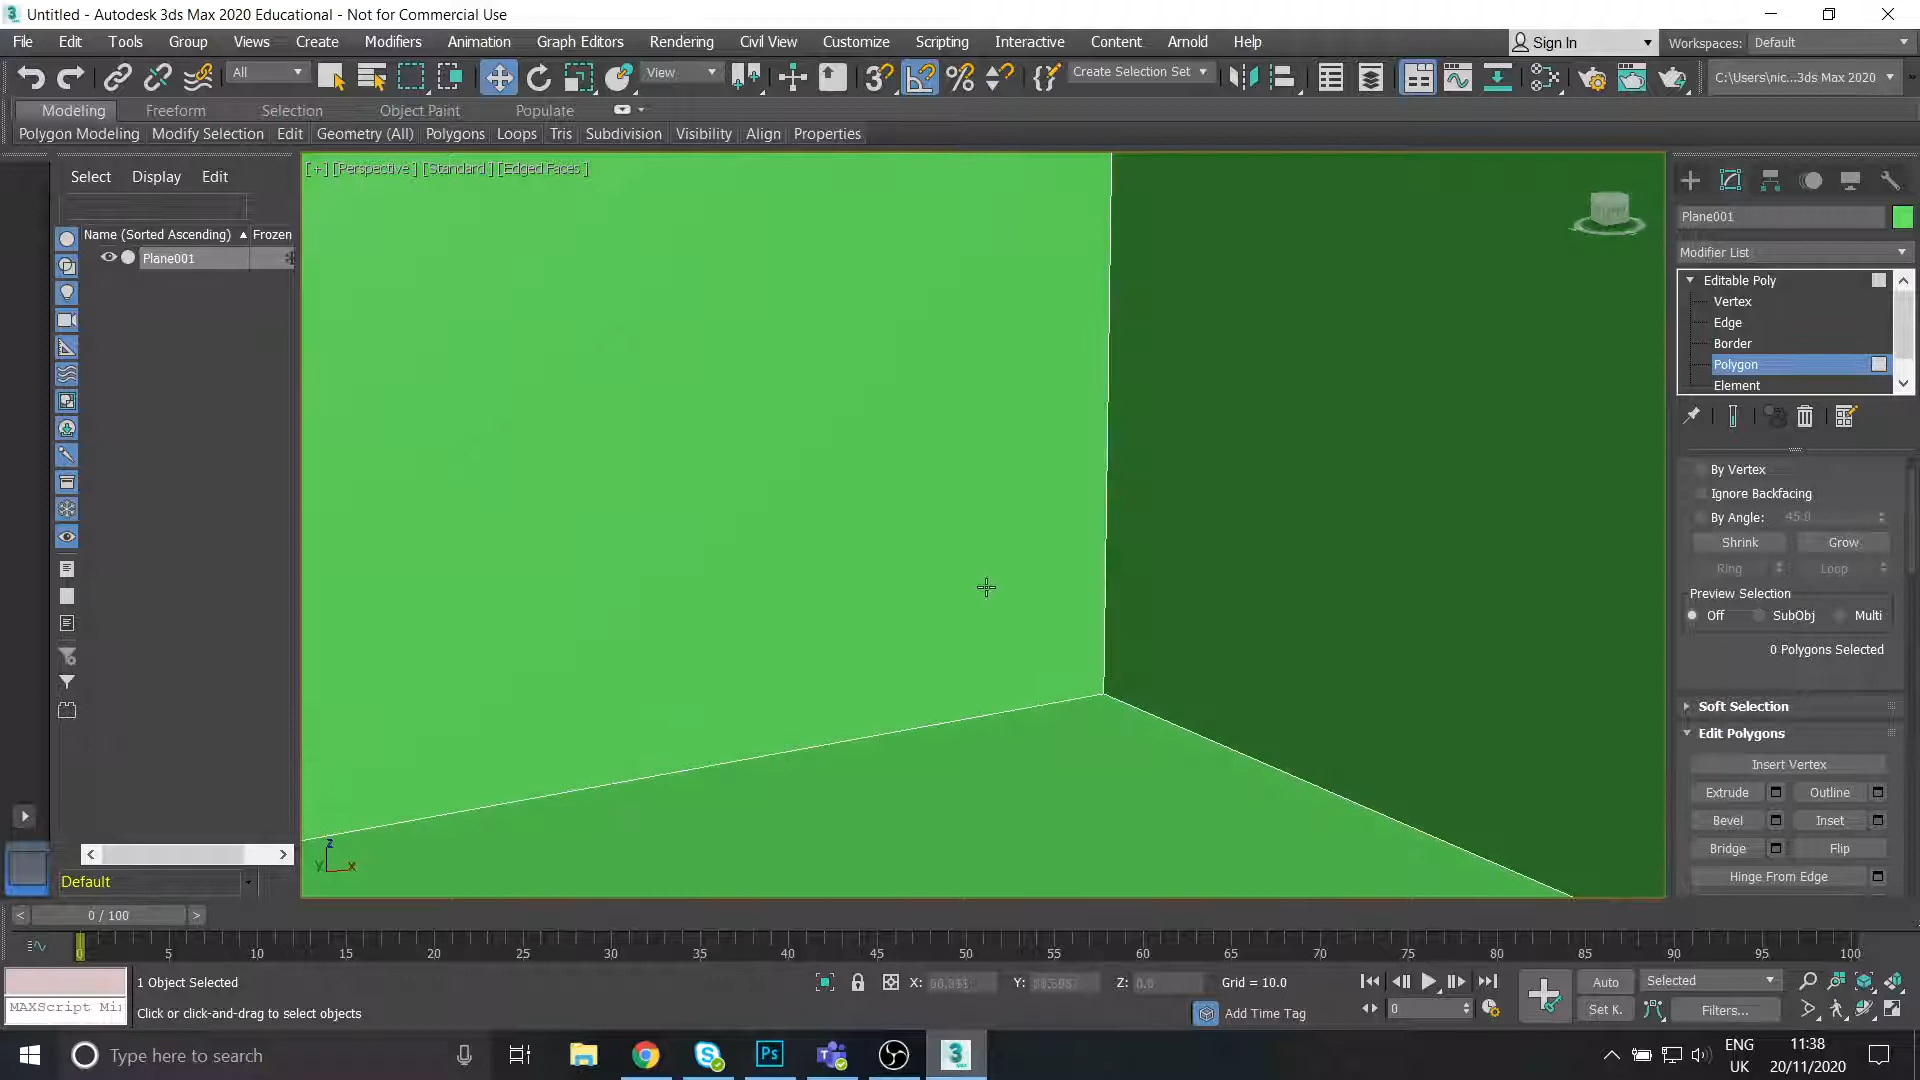 Untitled - Autodesk 3ds Max 2020 Educational - Not for Commercial Use
File Edit Tools Group Views Create Modifiers Animation Graph Editors Rendering Civil View Customize Scripting Interactive Content Arnold Help Sign In Workspaces: Default
All View Create Selection Set C:\Users\nic...3ds Max 2020
Modeling Freeform Selection Object Paint Populate
Polygon Modeling Modify Selection Edit Geometry (All) Polygons Loops Tris Subdivision Visibility Align Properties
Select Display Edit
[ + ] [Perspective ] [Standard ] [Edged Faces ]
Name (Sorted Ascending) Frozen
Plane001
Plane001
Modifier List
Editable Poly
Vertex
Edge
Border
Polygon
Element
By Vertex
Ignore Backfacing
By Angle: 45.0
Shrink Grow
Ring Loop
Preview Selection
Off SubObj Multi
0 Polygons Selected
Soft Selection
Edit Polygons
Insert Vertex
Extrude Outline
Bevel Inset
Bridge Flip
Hinge From Edge
z
y x
Default
0 / 100
0 5 10 15 20 25 30 35 40 45 50 55 60 65 70 75 80 85 90 95 100
1 Object Selected X: Y: Z: 0.0 Grid = 10.0 Auto Selected
MAXScript Mi Click or click-and-drag to select objects Add Time Tag 0 Set K. Filters...
Type here to search
ENG 11:38
UK 20/11/2020